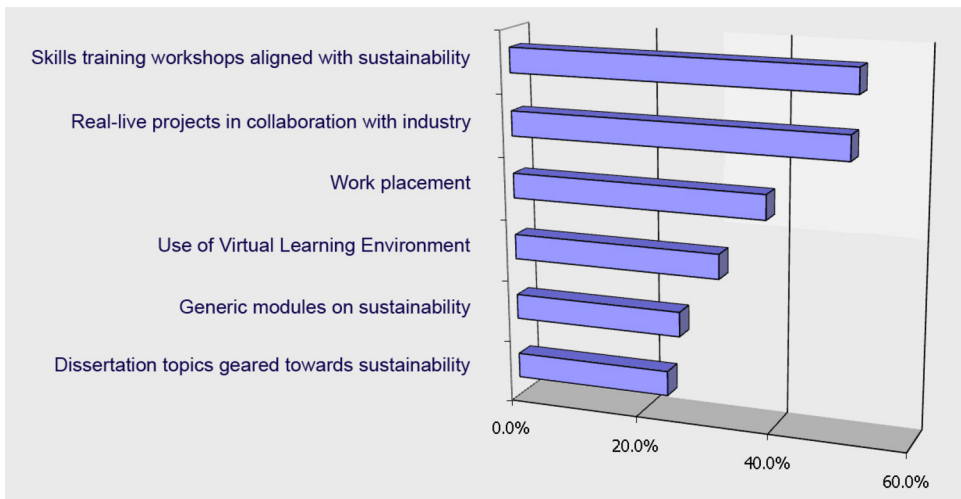 Skills training workshops aligned with sustainability
Real-live projects in collaboration with industry
Work placement
Use of Virtual Learning Environment
Generic modules on sustainability
Dissertation topics geared towards sustainability
0.0%
20.0%
40.0%
60.0%